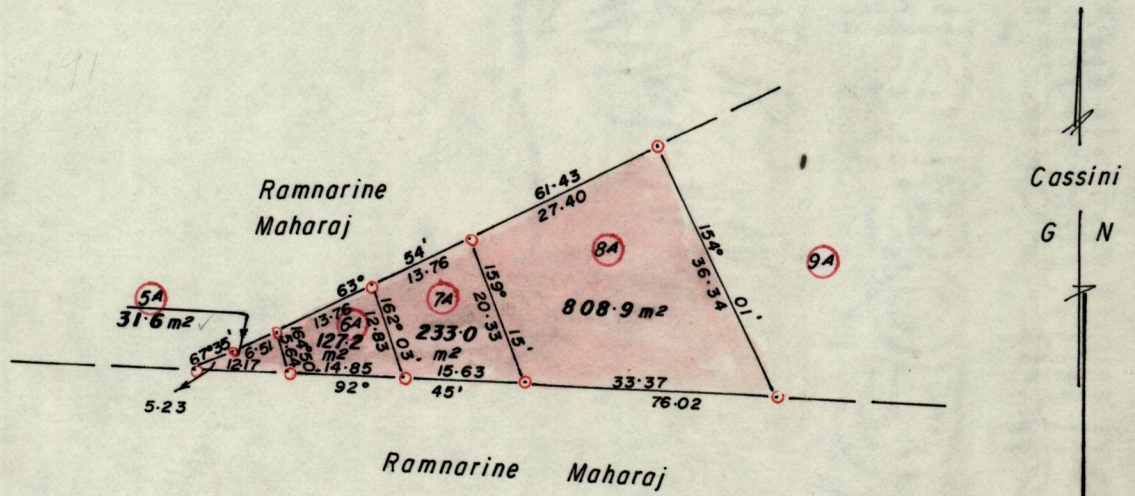 191
Ramnarine
Maharaj
Cassini
G N
61·43
27·40
54'
13·76
63°
13·76
67°35'
6·51
5A
31.6 m²
6A
127.2
m²
7A
233.0
m²
8A
808·9 m²
9A
164°50'
5·64
162° 03'
12·83
159° 15'
20·33
154° 01'
36·34
12·17
14·85
15·63
33·37
92°
45'
76·02
5·23
Ramnarine Maharaj